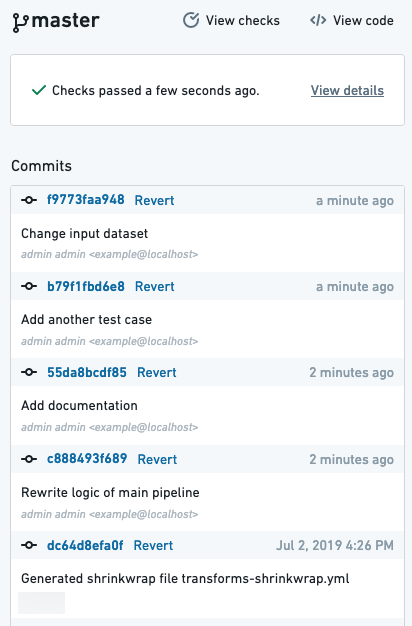 master View checks View code
Checks passed a few seconds ago. View details
Commits
f9773faa948 Revert a minute ago
Change input dataset
admin admin <example@localhost>
b79f1fbd6e8 Revert a minute ago
Add another test case
admin admin <example@localhost>
55da8bcdf85 Revert 2 minutes ago
Add documentation
admin admin <example@localhost>
c888493f689 Revert 2 minutes ago
Rewrite logic of main pipeline
admin admin <example@localhost>
dc64d8efa0f Revert Jul 2, 2019 4:26 PM
Generated shrinkwrap file transforms-shrinkwrap.yml